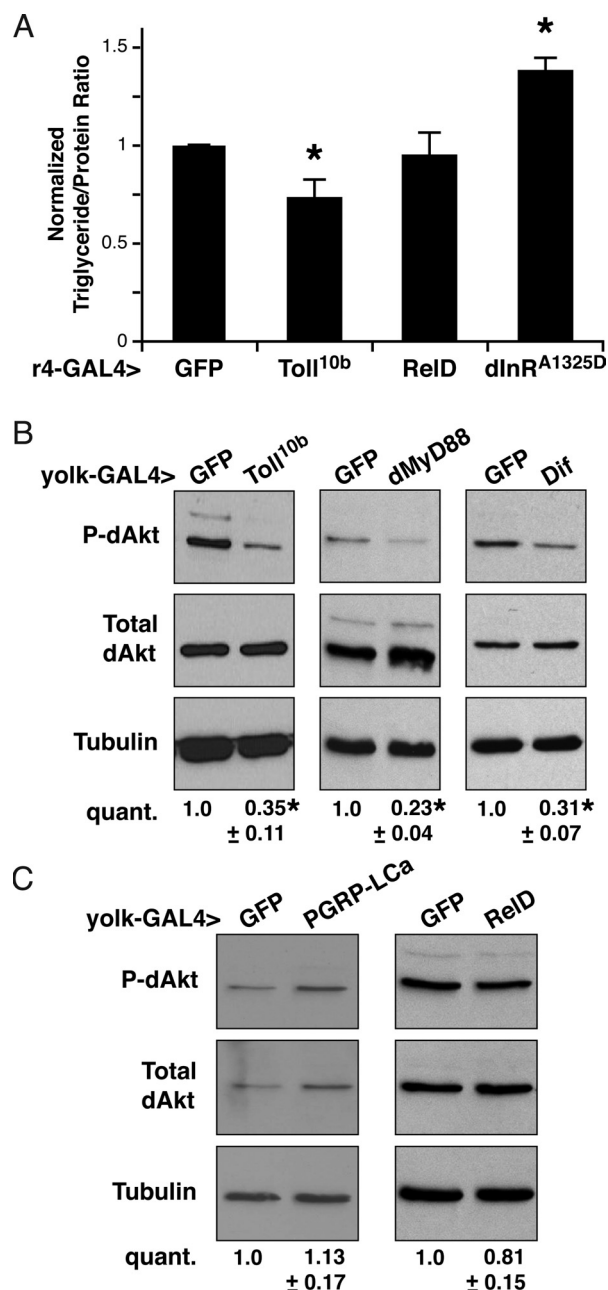 A
Normalized
Triglyceride/Protein Ratio
1.5
1
0.5
0
*
*
r4-GAL4> GFP Toll10b RelD dInRA1325D
B
yolk-GAL4> GFP Toll10b GFP dMyD88 GFP Dif
P-dAkt
Total
dAkt
Tubulin
quant. 1.0 0.35* 1.0 0.23* 1.0 0.31*
± 0.11 ± 0.04 ± 0.07
C
yolk-GAL4> GFP PGRP-LCa GFP RelD
P-dAkt
Total
dAkt
Tubulin
quant. 1.0 1.13 1.0 0.81
± 0.17 ± 0.15